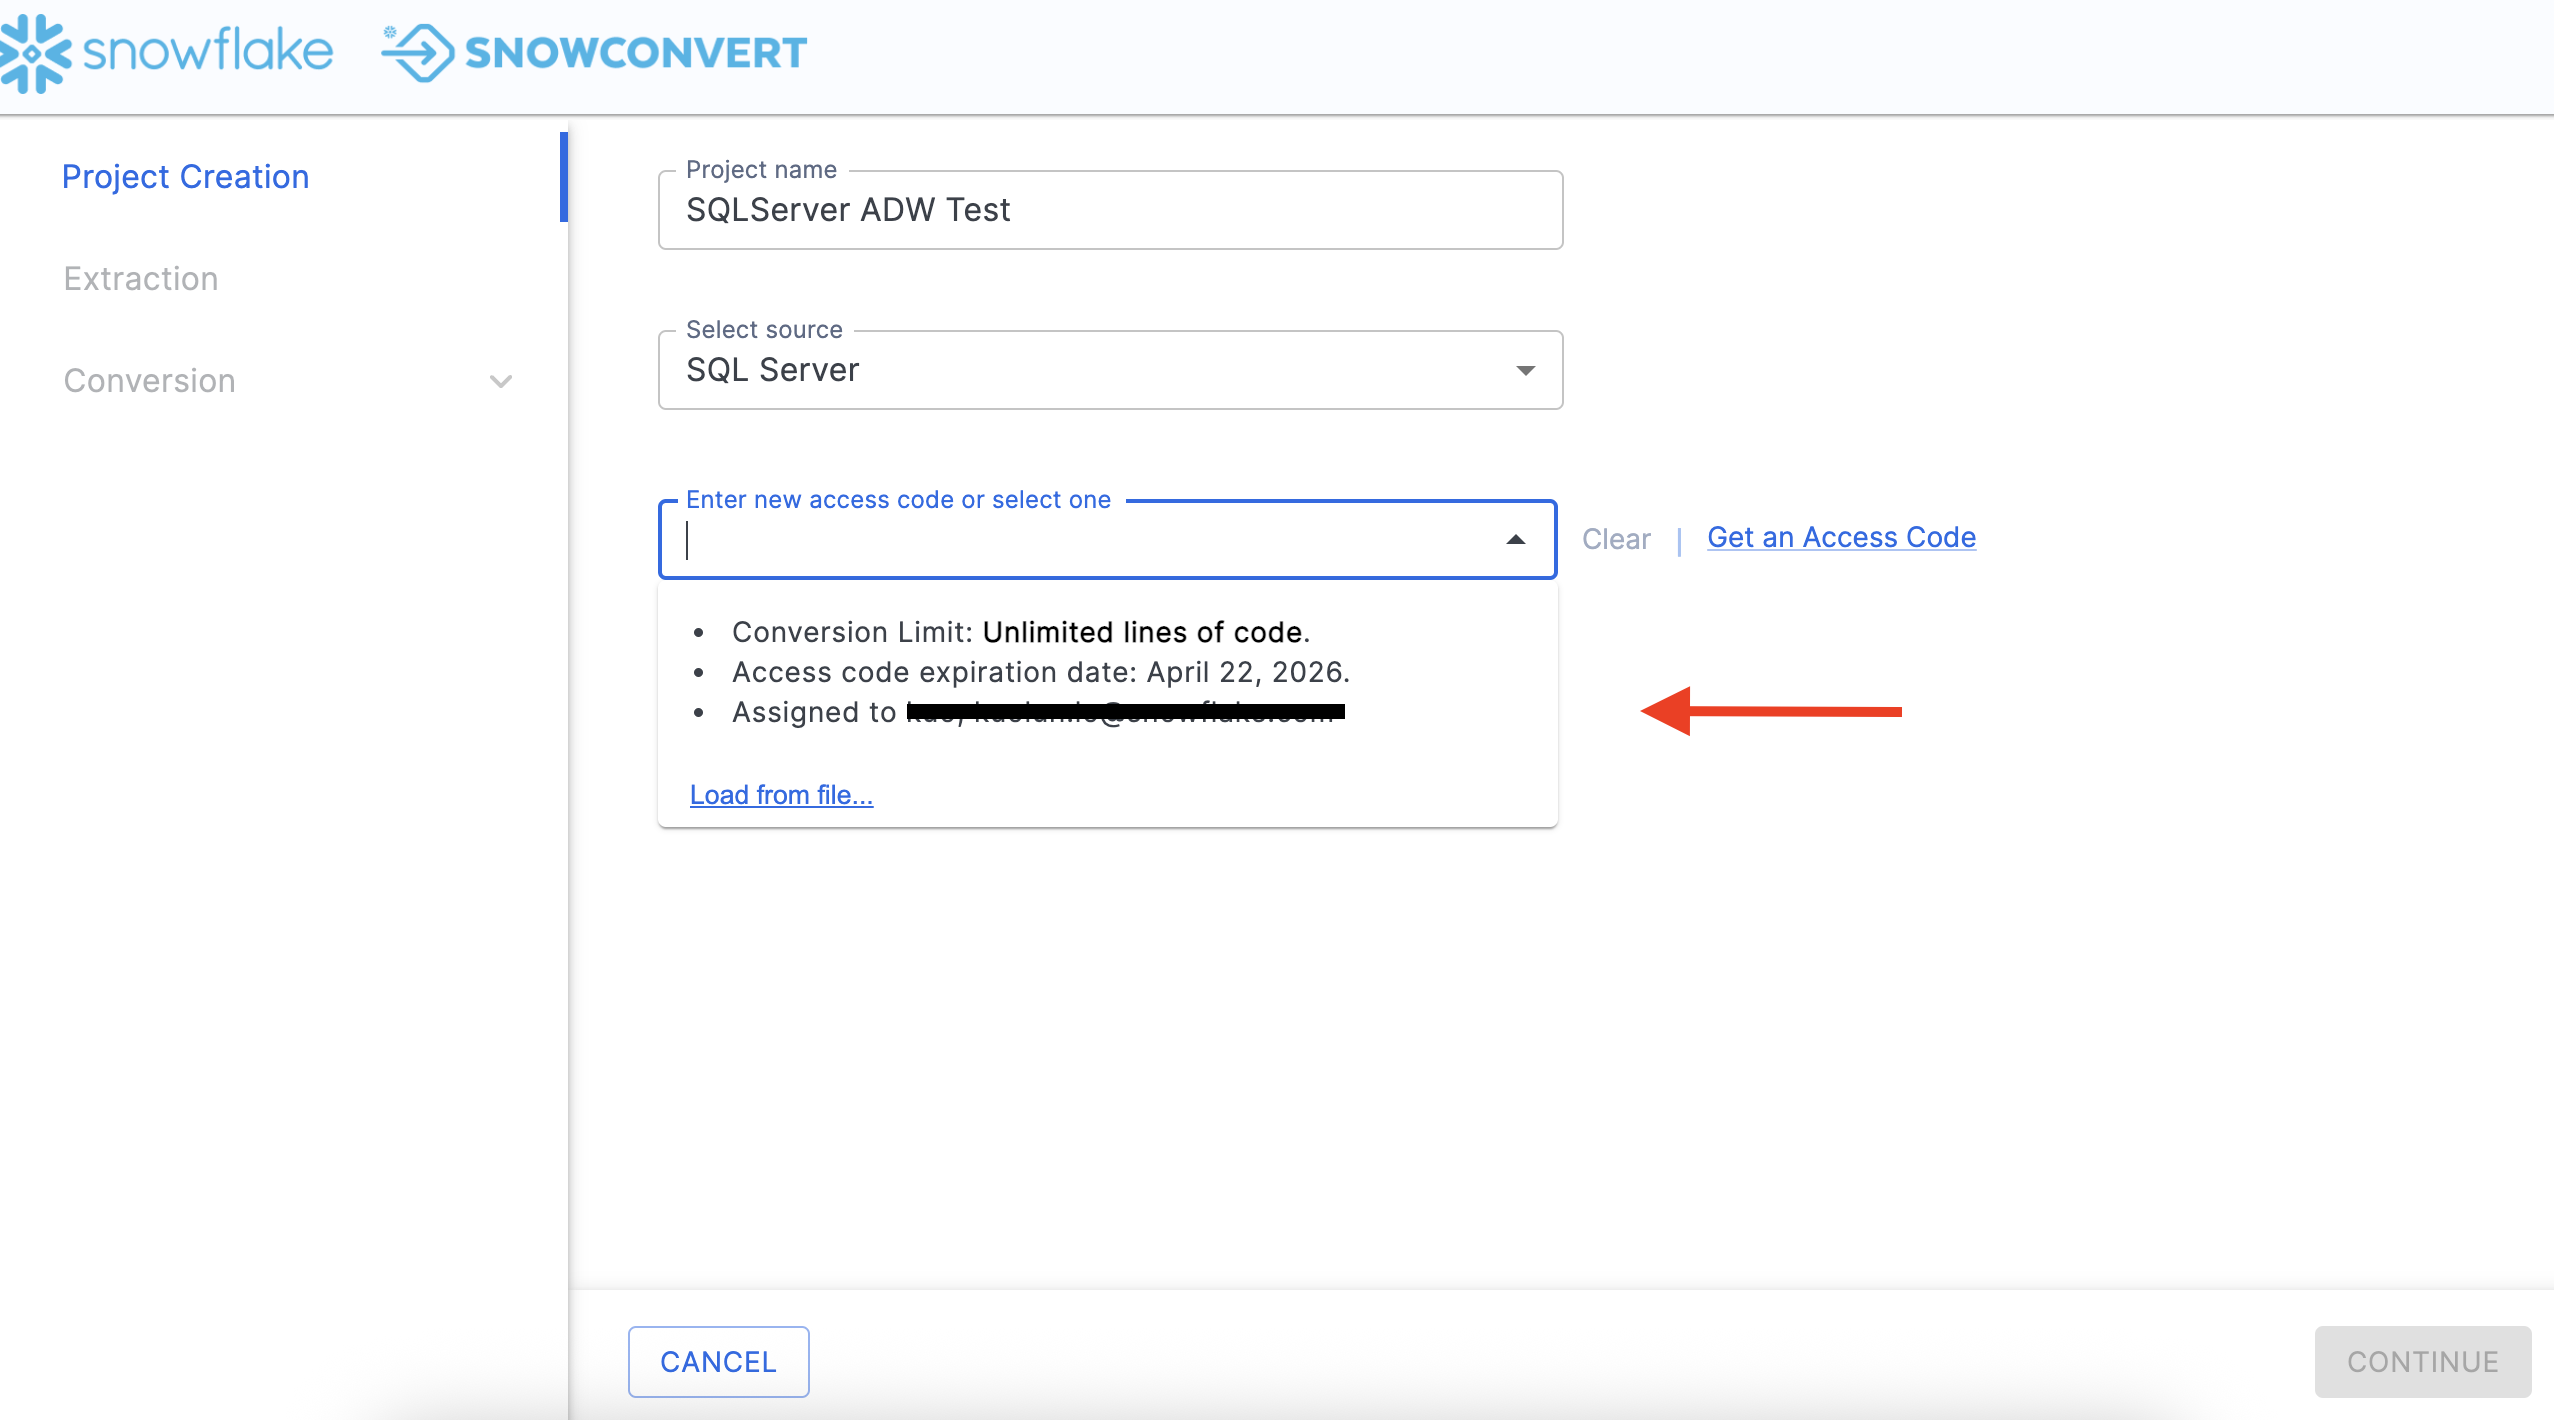 snowflake SNOWCONVERT
Project Creation
Extraction
Conversion
Project name
SQLServer ADW Test
Select source
SQL Server
Enter new access code or select one
Clear | Get an Access Code
• Conversion Limit: Unlimited lines of code.
• Access code expiration date: April 22, 2026.
• Assigned to
Load from file...
CANCEL
CONTINUE